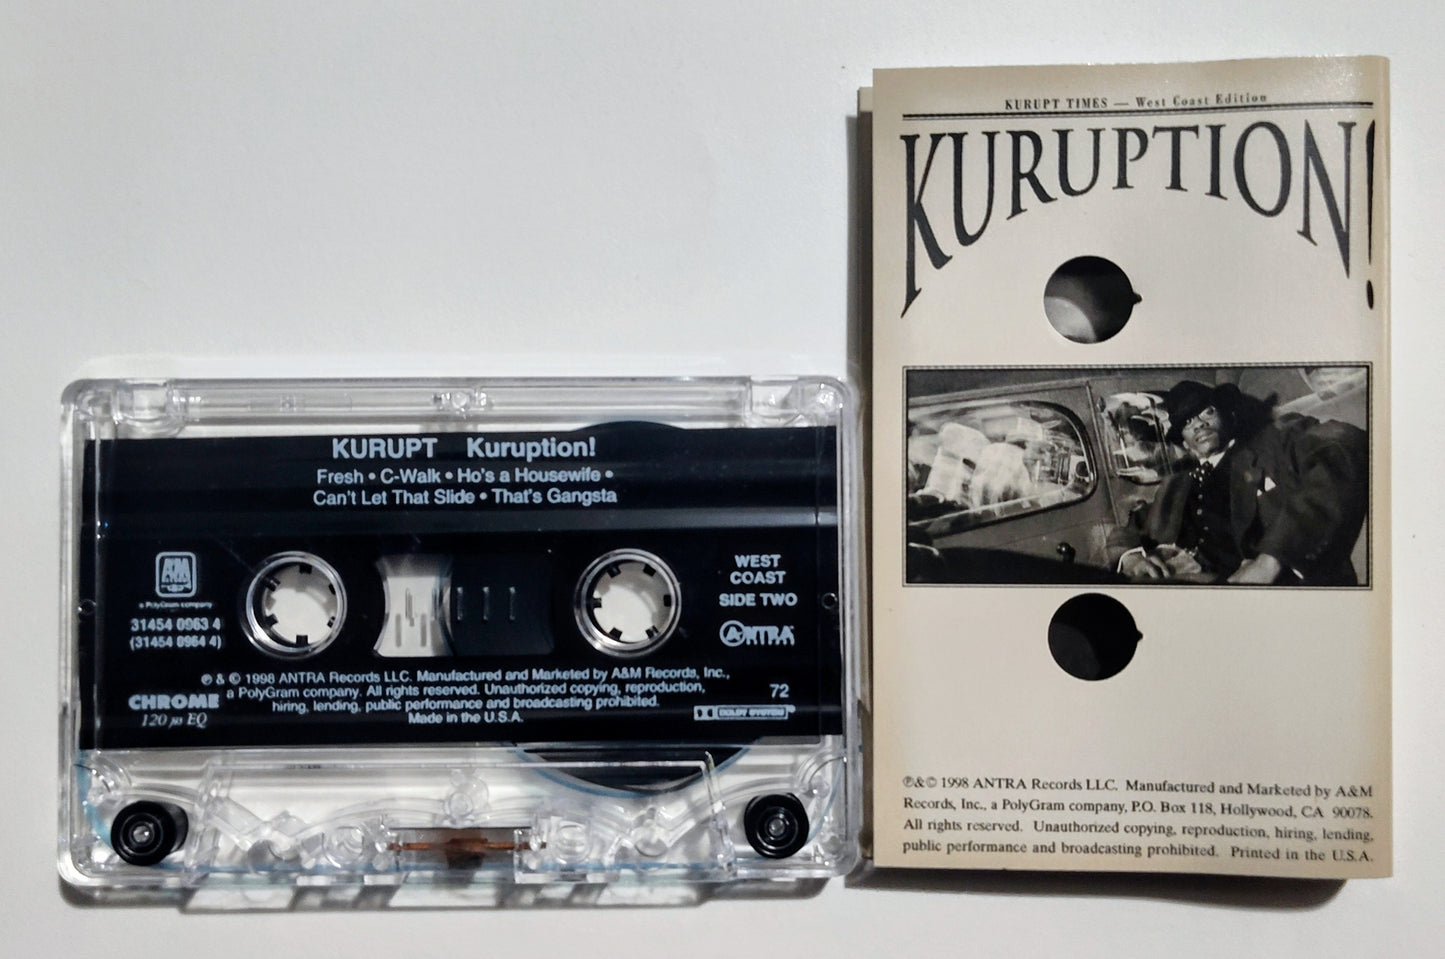 KURUPT Kuruption!
Fresh • C-Walk • Ho's a Housewife •
Can't Let That Slide • That's Gangsta
A&M
RECORDS
a PolyGram company
31454 0963 4
(31454 0964 4)
WEST
COAST
SIDE TWO
ANTRA
℗ & © 1998 ANTRA Records LLC. Manufactured and Marketed by A&M Records, Inc.,
a PolyGram company. All rights reserved. Unauthorized copying, reproduction,
hiring, lending, public performance and broadcasting prohibited.
Made in the U.S.A.
CHROME
120 µs EQ
72
DOLBY SYSTEM
KURUPT TIMES — West Coast Edition
KURUPTION!
℗&© 1998 ANTRA Records LLC. Manufactured and Marketed by A&M
Records, Inc., a PolyGram company, P.O. Box 118, Hollywood, CA 90078.
All rights reserved. Unauthorized copying, reproduction, hiring, lending,
public performance and broadcasting prohibited. Printed in the U.S.A.